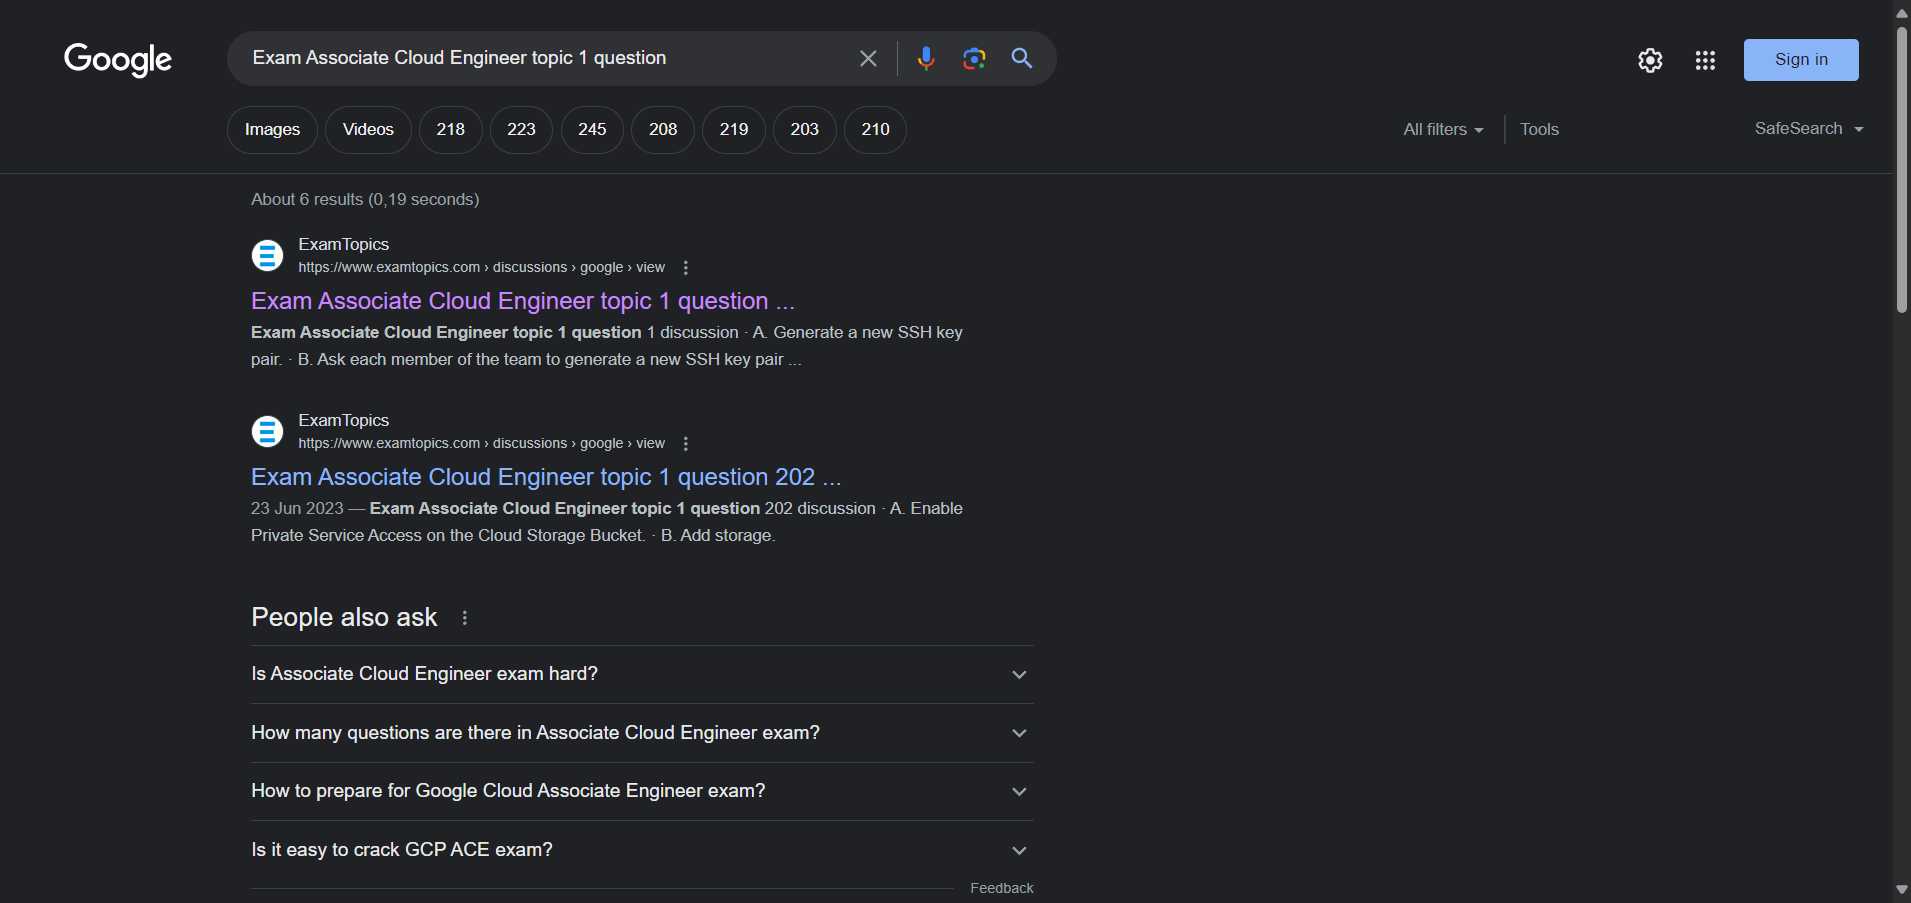 Google
Exam Associate Cloud Engineer topic 1 question
Sign in
Images
Videos
218
223
245
208
219
203
210
All filters
Tools
SafeSearch
About 6 results (0,19 seconds)
ExamTopics
https://www.examtopics.com › discussions › google › view
Exam Associate Cloud Engineer topic 1 question ...
Exam Associate Cloud Engineer topic 1 question 1 discussion · A. Generate a new SSH key
pair. · B. Ask each member of the team to generate a new SSH key pair ...
ExamTopics
https://www.examtopics.com › discussions › google › view
Exam Associate Cloud Engineer topic 1 question 202 ...
23 Jun 2023 — Exam Associate Cloud Engineer topic 1 question 202 discussion · A. Enable
Private Service Access on the Cloud Storage Bucket. · B. Add storage.
People also ask
Is Associate Cloud Engineer exam hard?
How many questions are there in Associate Cloud Engineer exam?
How to prepare for Google Cloud Associate Engineer exam?
Is it easy to crack GCP ACE exam?
Feedback